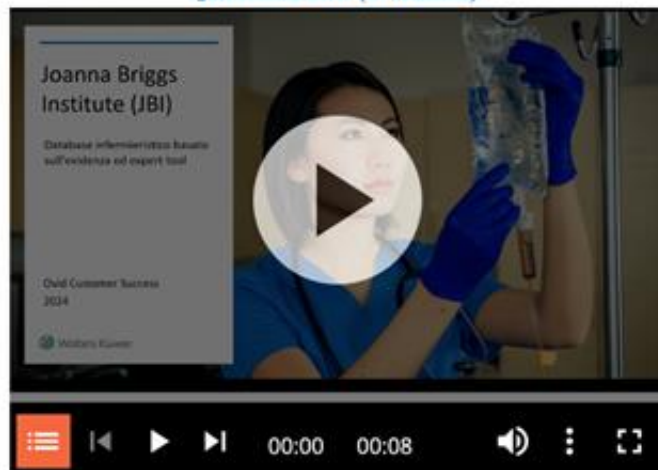 Joanna Briggs
Institute (JBI)
Database infermieristico basato
sull'evidenza ed expert tool
Ovid Customer Success
2024
Wolters Kluwer
00:00 00:08